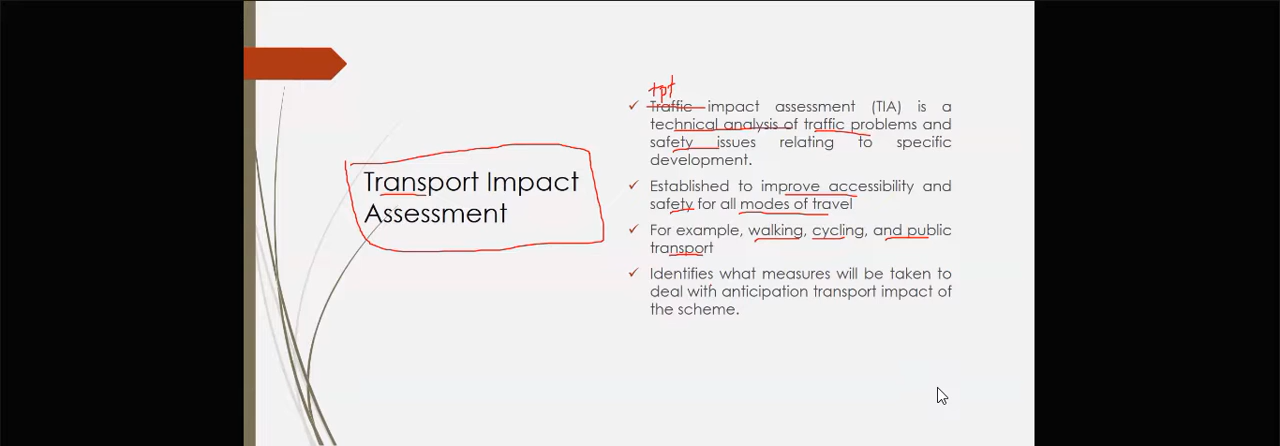 Transport Impact
Assessment
tpt
Traffic impact assessment (TIA) is a
technical analysis of traffic problems and
safety issues relating to specific
development.
Established to improve accessibility and
safety for all modes of travel
For example, walking, cycling, and public
transport
Identifies what measures will be taken to
deal with anticipation transport impact of
the scheme.